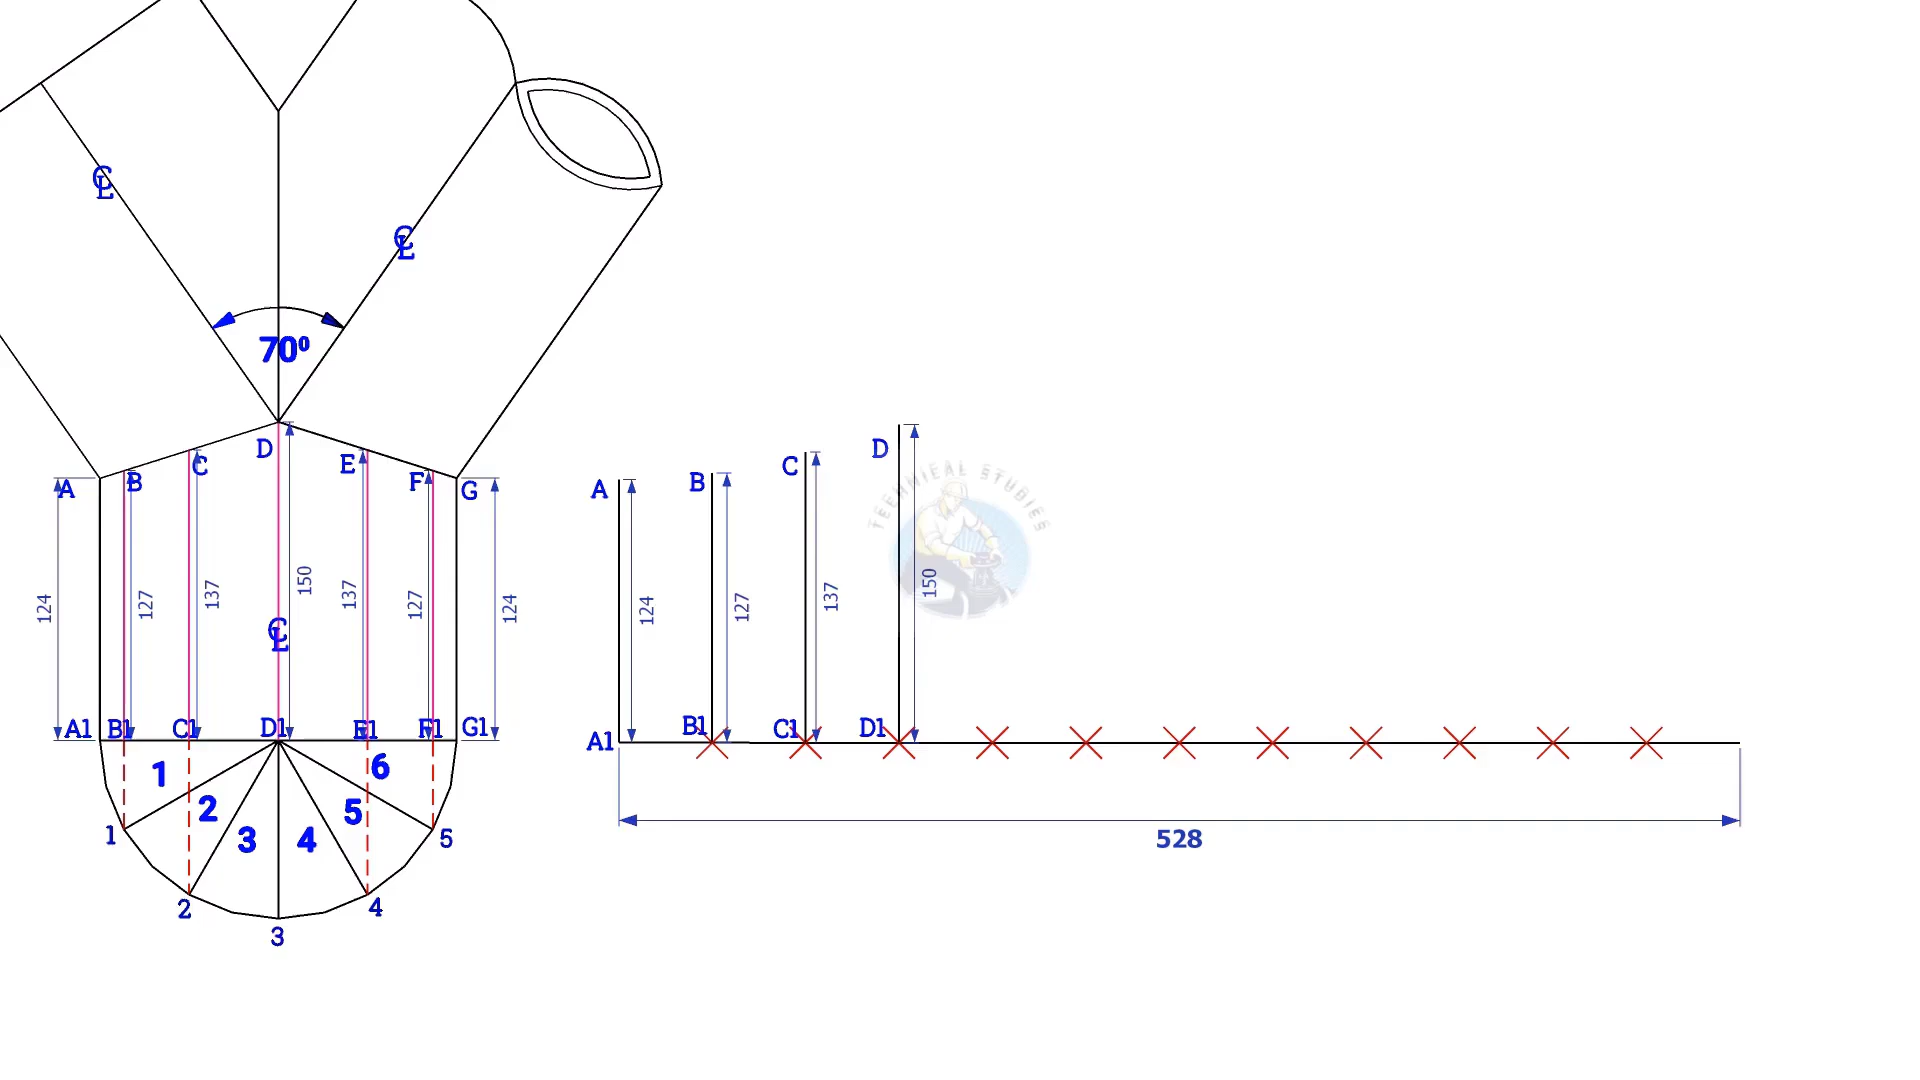 ℄
℄
70⁰
A
B
C
D
E
F
G
124
127
137
150
137
127
124
℄
A1
B1
C1
D1
E1
F1
G1
1
2
3
4
5
6
1
2
3
4
5
A
B
C
D
124
127
137
150
A1
B1
C1
D1
TECHNICAL STUDIES
528